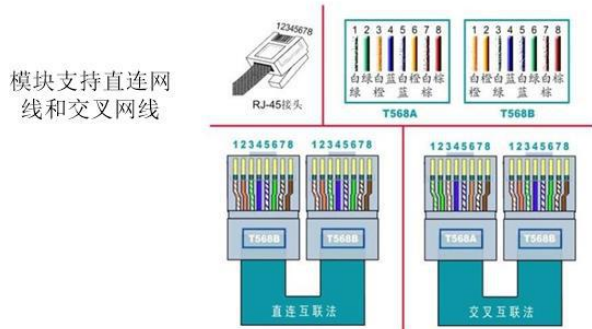 模块支持直连网
线和交叉网线
12345678
RJ-45接头
1 2 3 4 5 6 7 8
白绿白蓝白橙白棕
绿 橙 蓝 棕
T568A
1 2 3 4 5 6 7 8
白橙白蓝白绿白棕
橙 绿 蓝 棕
T568B
12345678
12345678
T568B
T568B
直连互联法
12345678
12345678
T568A
T568B
交叉互联法